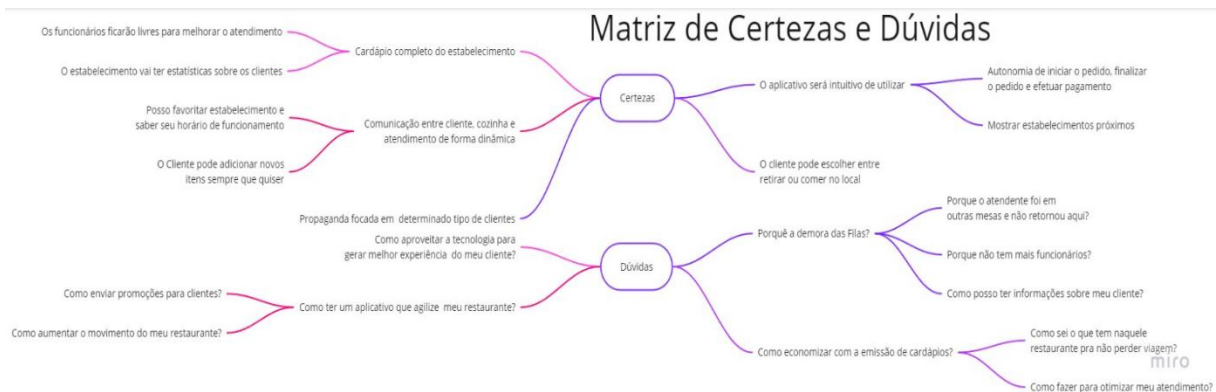 Matriz de Certezas e Dúvidas
Os funcionários ficarão livres para melhorar o atendimento
O estabelecimento vai ter estatísticas sobre os clientes
Cardápio completo do estabelecimento
Posso favoritar estabelecimento e
saber seu horário de funcionamento
O Cliente pode adicionar novos
itens sempre que quiser
Comunicação entre cliente, cozinha e
atendimento de forma dinâmica
Propaganda focada em determinado tipo de clientes
Certezas
O aplicativo será intuitivo de utilizar
Autonomia de iniciar o pedido, finalizar
o pedido e efetuar pagamento
Mostrar estabelecimentos próximos
O cliente pode escolher entre
retirar ou comer no local
Como aproveitar a tecnologia para
gerar melhor experiência do meu cliente?
Como enviar promoções para clientes?
Como aumentar o movimento do meu restaurante?
Como ter um aplicativo que agilize meu restaurante?
Dúvidas
Porquê a demora das Filas?
Porque o atendente foi em
outras mesas e não retornou aqui?
Porque não tem mais funcionários?
Como posso ter informações sobre meu cliente?
Como economizar com a emissão de cardápios?
Como sei o que tem naquele
restaurante pra não perder viagem?
Como fazer para otimizar meu atendimento?
miro